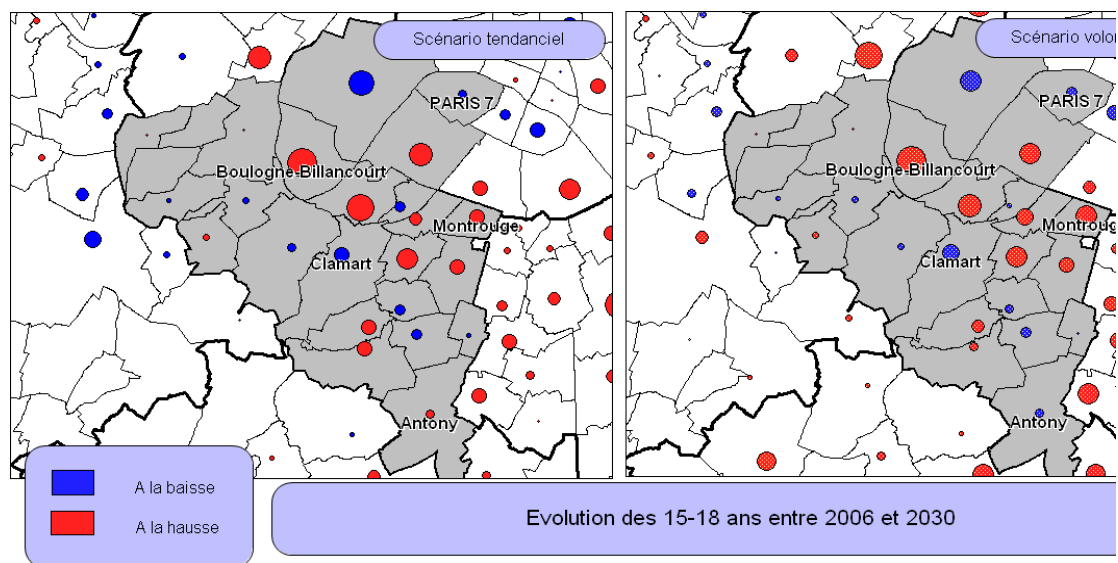 Scénario tendanciel
Scénario volon
PARIS 7
PARIS 7
Boulogne-Billancourt
Boulogne-Billancourt
Montrouge
Montroug
Clamart
Clamart
Antony
Antony
A la baisse
A la hausse
Evolution des 15-18 ans entre 2006 et 2030